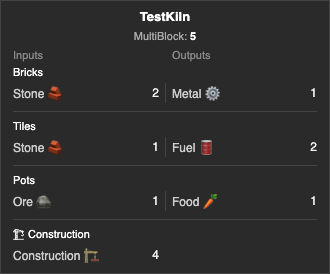 TestKiln
MultiBlock: 5
Inputs Outputs
Bricks
Stone 2 Metal 1
Tiles
Stone 1 Fuel 2
Pots
Ore 1 Food 1
Construction
Construction 4